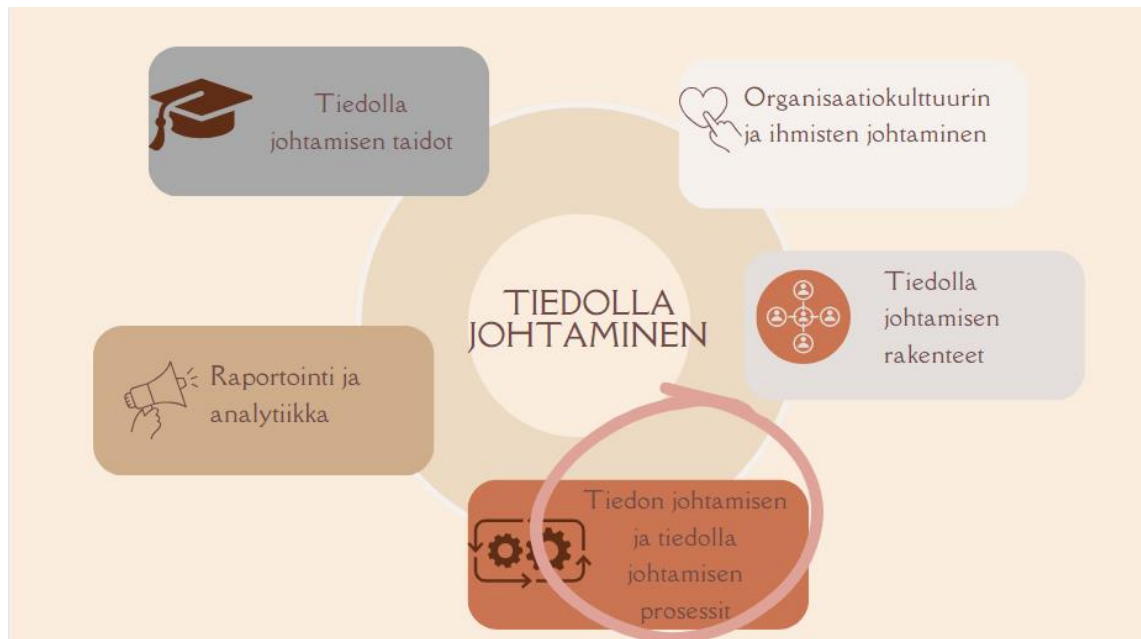 Tiedolla
johtamisen taidot
Organisaatiokulttuurin
ja ihmisten johtaminen
TIEDOLLA
JOHTAMINEN
Tiedolla
johtamisen
rakenteet
Raportointi ja
analytiikka
Tiedon johtamisen
ja tiedolla
johtamisen
prosessit